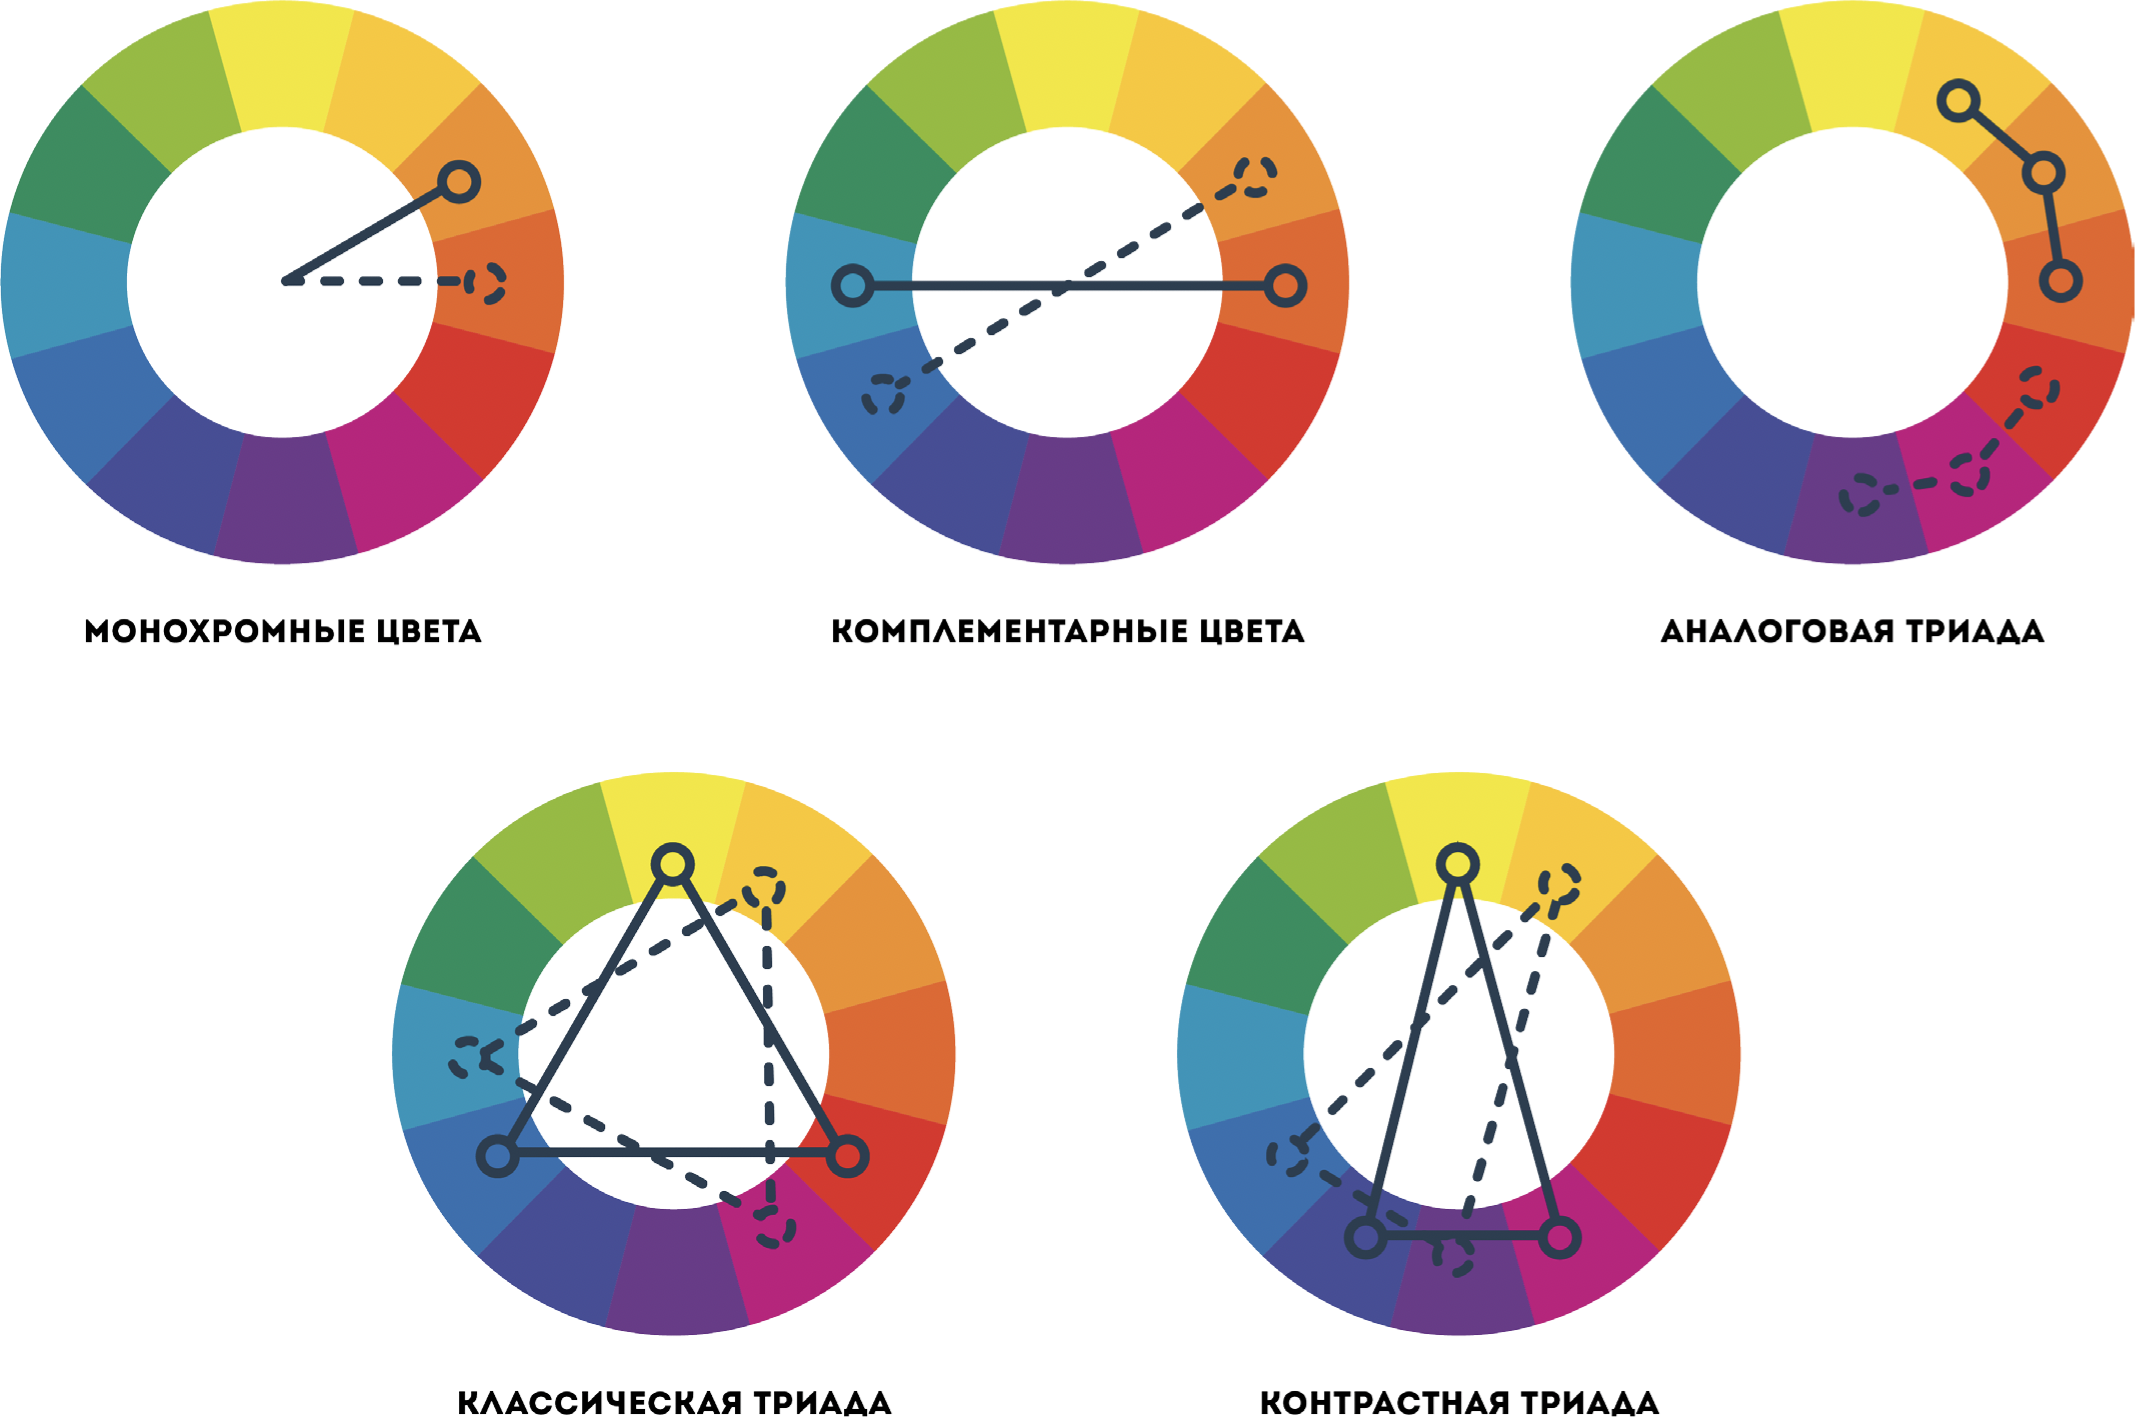 МОНОХРОМНЫЕ ЦВЕТА
КОМПЛЕМЕНТАРНЫЕ ЦВЕТА
АНАЛОГОВАЯ ТРИАДА
КЛАССИЧЕСКАЯ ТРИАДА
КОНТРАСТНАЯ ТРИАДА